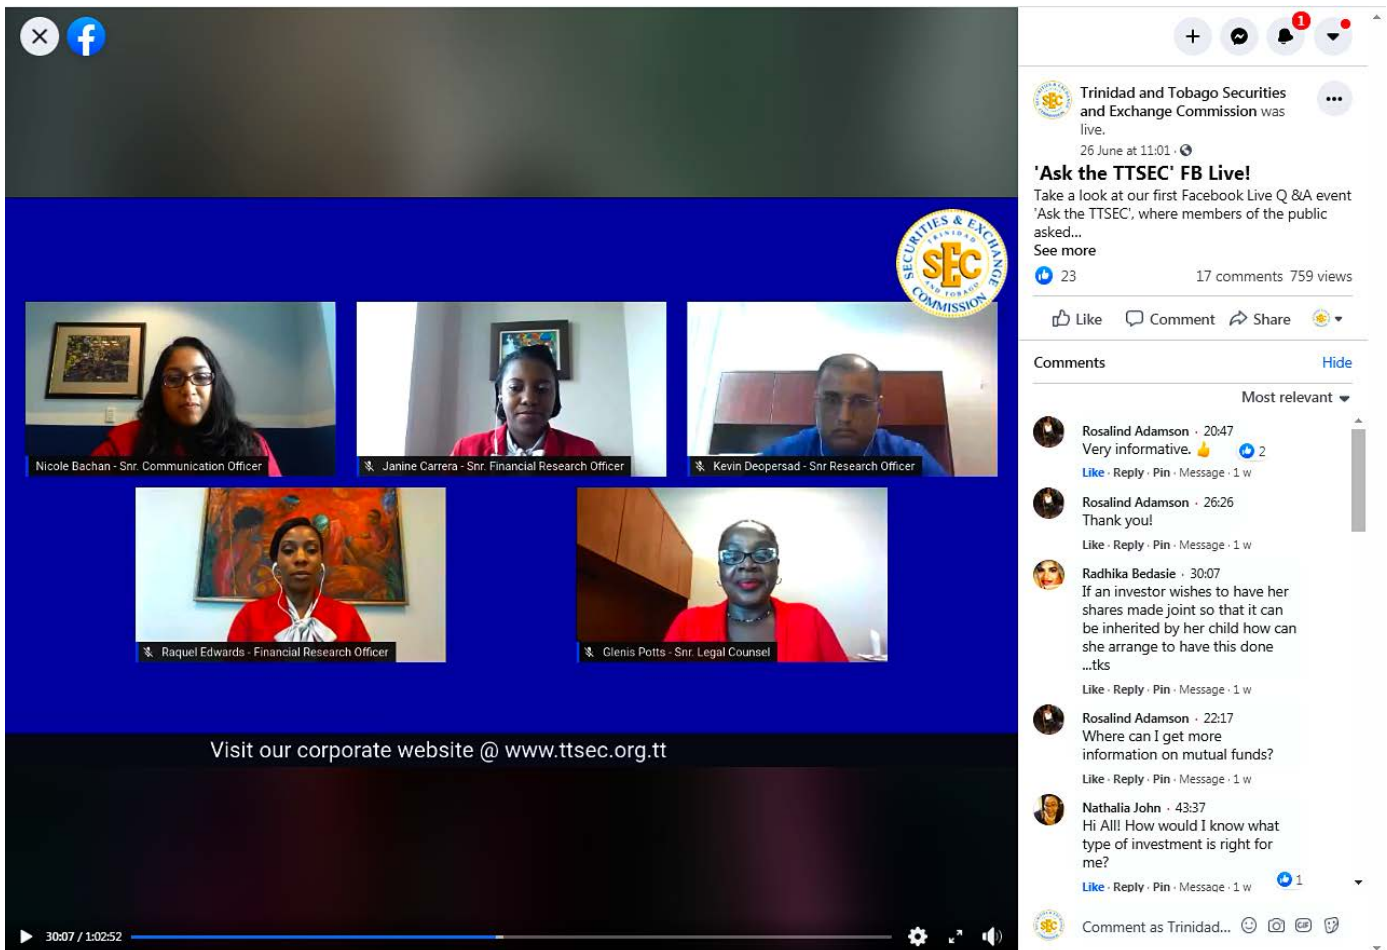 SECURITIES & EXCHANGE
TRINIDAD
SEC
AND TOBAGO
COMMISSION
Nicole Bachan - Snr. Communication Officer
Janine Carrera - Snr. Financial Research Officer
Kevin Deopersad - Snr Research Officer
Raquel Edwards - Financial Research Officer
Glenis Potts - Snr. Legal Counsel
Visit our corporate website @ www.ttsec.org.tt
30:07 / 1:02:52
1
Trinidad and Tobago Securities
and Exchange Commission was
live.
26 June at 11:01 ·
'Ask the TTSEC' FB Live!
Take a look at our first Facebook Live Q &A event
'Ask the TTSEC', where members of the public
asked...
See more
23 17 comments 759 views
Like Comment Share
Comments Hide
Most relevant
Rosalind Adamson · 20:47
Very informative. 👍 2
Like · Reply · Pin · Message · 1 w
Rosalind Adamson · 26:26
Thank you!
Like · Reply · Pin · Message · 1 w
Radhika Bedasie · 30:07
If an investor wishes to have her
shares made joint so that it can
be inherited by her child how can
she arrange to have this done
...tks
Like · Reply · Pin · Message · 1 w
Rosalind Adamson · 22:17
Where can I get more
information on mutual funds?
Like · Reply · Pin · Message · 1 w
Nathalia John · 43:37
Hi All! How would I know what
type of investment is right for
me?
1
Like · Reply · Pin · Message · 1 w
Comment as Trinidad...
GIF